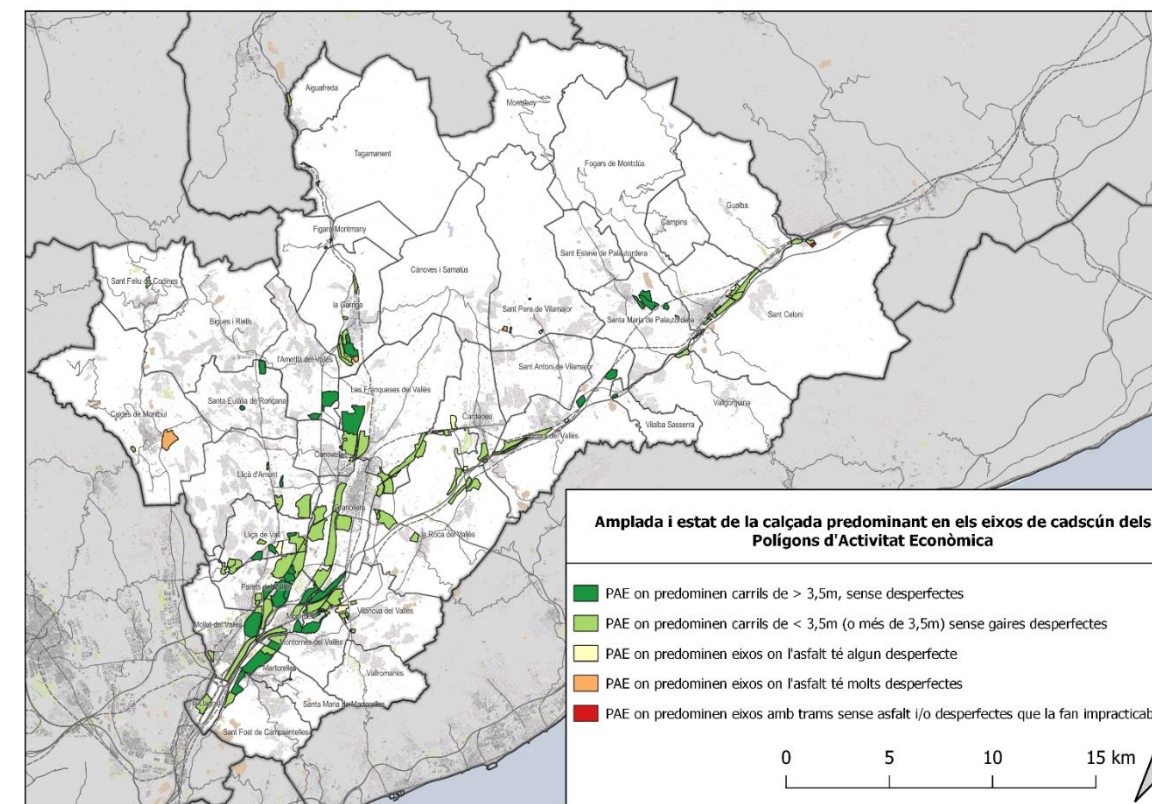 Aiguafreda
Montseny
Tagamanent
Fogars de Montclús
Gualba
Campins
Figaró-Montmany
Sant Esteve de Palautordera
Cànoves i Samalús
Sant Feliu de Codines
la Garriga
Sant Pere de Vilamajor
Santa Maria de Palautordera
Sant Celoni
Bigues i Riells
l'Ametlla del Vallès
Sant Antoni de Vilamajor
Les Franqueses del Vallès
Santa Eulàlia de Ronçana
Vallgorguina
Caldes de Montbui
Cardedeu
Vilalba Sasserra
Canovelles
Lliçà d'Amunt
Granollers
Lliçà de Vall
la Roca del Vallès
Parets del Vallès
Vilanova del Vallès
Mollet del Vallès
Montornès del Vallès
Martorelles
Vallromanes
Santa Maria de Martorelles
Sant Fost de Campsentelles
Amplada i estat de la calçada predominant en els eixos de cadscún dels
Polígons d'Activitat Econòmica
PAE on predominen carrils de > 3,5m, sense desperfectes
PAE on predominen carrils de < 3,5m (o més de 3,5m) sense gaires desperfectes
PAE on predominen eixos on l'asfalt té algun desperfecte
PAE on predominen eixos on l'asfalt té molts desperfectes
PAE on predominen eixos amb trams sense asfalt i/o desperfectes que la fan impracticab
0 5 10 15 km